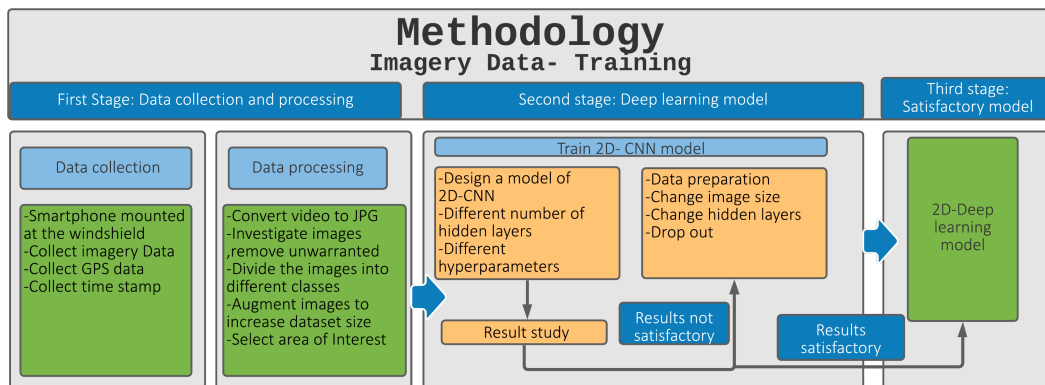 Methodology
Imagery Data- Training
First Stage: Data collection and processing
Second stage: Deep learning model
Third stage:
Satisfactory model
Data collection
-Smartphone mounted
at the windshield
-Collect imagery Data
-Collect GPS data
-Collect time stamp
Data processing
-Convert video to JPG
-Investigate images
,remove unwarranted
-Divide the images into
different classes
-Augment images to
increase dataset size
-Select area of Interest
Train 2D- CNN model
-Design a model of
2D-CNN
-Different number of
hidden layers
-Different
hyperparameters
-Data preparation
-Change image size
-Change hidden layers
-Drop out
Result study
Results not
satisfactory
Results
satisfactory
2D-Deep
learning
model